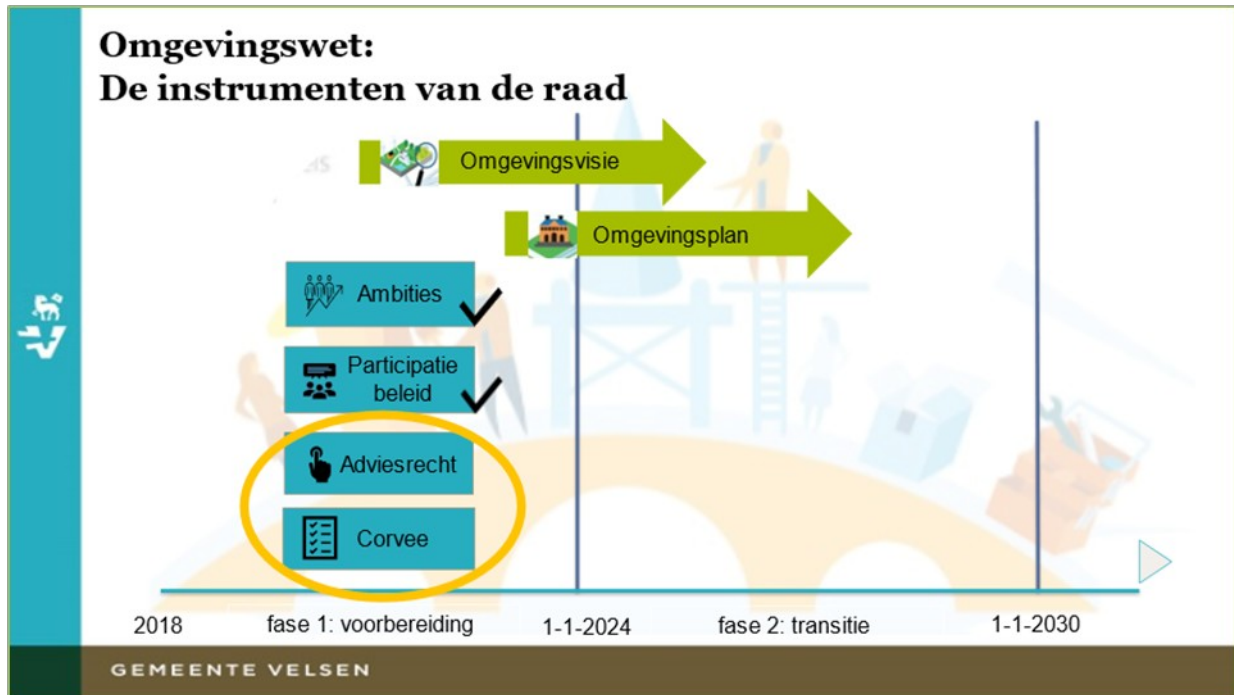 Omgevingswet:
De instrumenten van de raad
Omgevingsvisie
Omgevingsplan
Ambities
Participatie
beleid
Adviesrecht
Corvee
2018
fase 1: voorbereiding
1-1-2024
fase 2: transitie
1-1-2030
GEMEENTE VELSEN